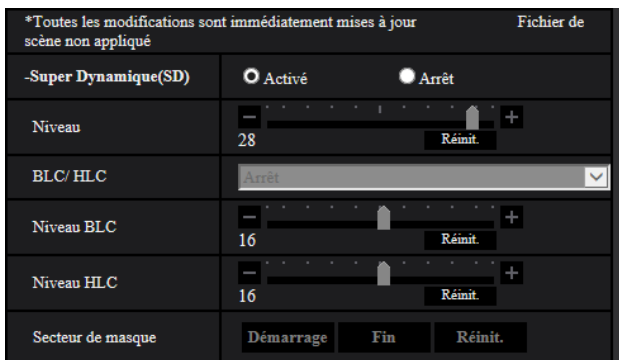 *Toutes les modifications sont immédiatement mises à jour Fichier de
scène non appliqué
-Super Dynamique(SD) Activé Arrêt
Niveau
28 Réinit.
BLC/ HLC Arrêt
Niveau BLC
16 Réinit.
Niveau HLC
16 Réinit.
Secteur de masque Démarrage Fin Réinit.